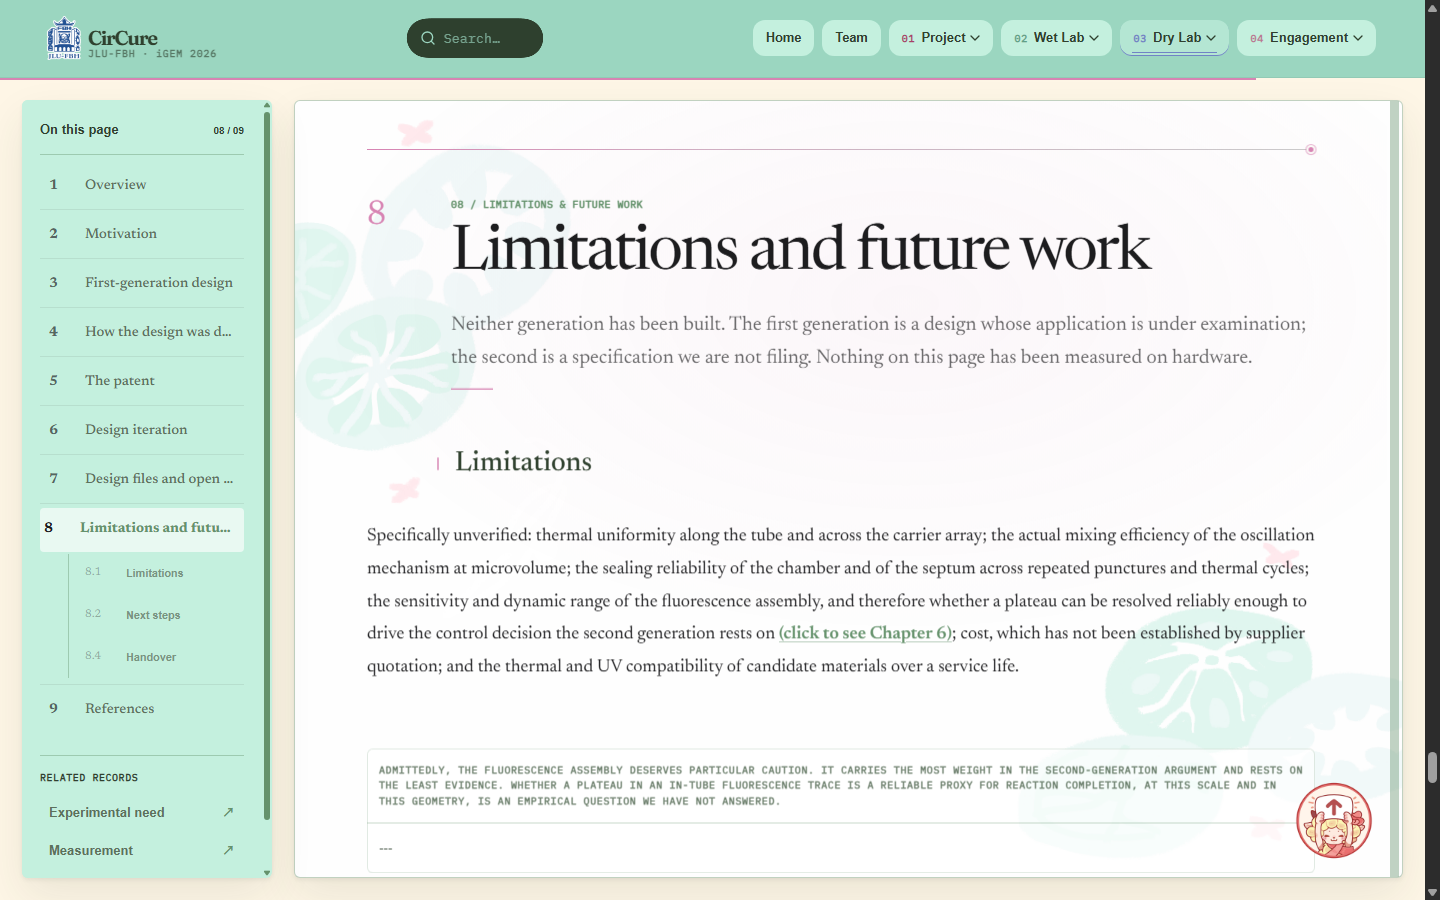 CirCure
JLU-FBH · iGEM 2026
JLU-FBH
Search…
Home
Team
01 Project
02 Wet Lab
03 Dry Lab
04 Engagement
On this page
08 / 09
1 Overview
2 Motivation
3 First-generation design
4 How the design was d...
5 The patent
6 Design iteration
7 Design files and open ...
8 Limitations and futu...
8.1 Limitations
8.2 Next steps
8.4 Handover
9 References
RELATED RECORDS
Experimental need ↗
Measurement ↗
8
08 / LIMITATIONS & FUTURE WORK
Limitations and future work
Neither generation has been built. The first generation is a design whose application is under examination;
the second is a specification we are not filing. Nothing on this page has been measured on hardware.
Limitations
Specifically unverified: thermal uniformity along the tube and across the carrier array; the actual mixing efficiency of the oscillation
mechanism at microvolume; the sealing reliability of the chamber and of the septum across repeated punctures and thermal cycles;
the sensitivity and dynamic range of the fluorescence assembly, and therefore whether a plateau can be resolved reliably enough to
drive the control decision the second generation rests on (click to see Chapter 6); cost, which has not been established by supplier
quotation; and the thermal and UV compatibility of candidate materials over a service life.
ADMITTEDLY, THE FLUORESCENCE ASSEMBLY DESERVES PARTICULAR CAUTION. IT CARRIES THE MOST WEIGHT IN THE SECOND-GENERATION ARGUMENT AND RESTS ON
THE LEAST EVIDENCE. WHETHER A PLATEAU IN AN IN-TUBE FLUORESCENCE TRACE IS A RELIABLE PROXY FOR REACTION COMPLETION, AT THIS SCALE AND IN
THIS GEOMETRY, IS AN EMPIRICAL QUESTION WE HAVE NOT ANSWERED.
---